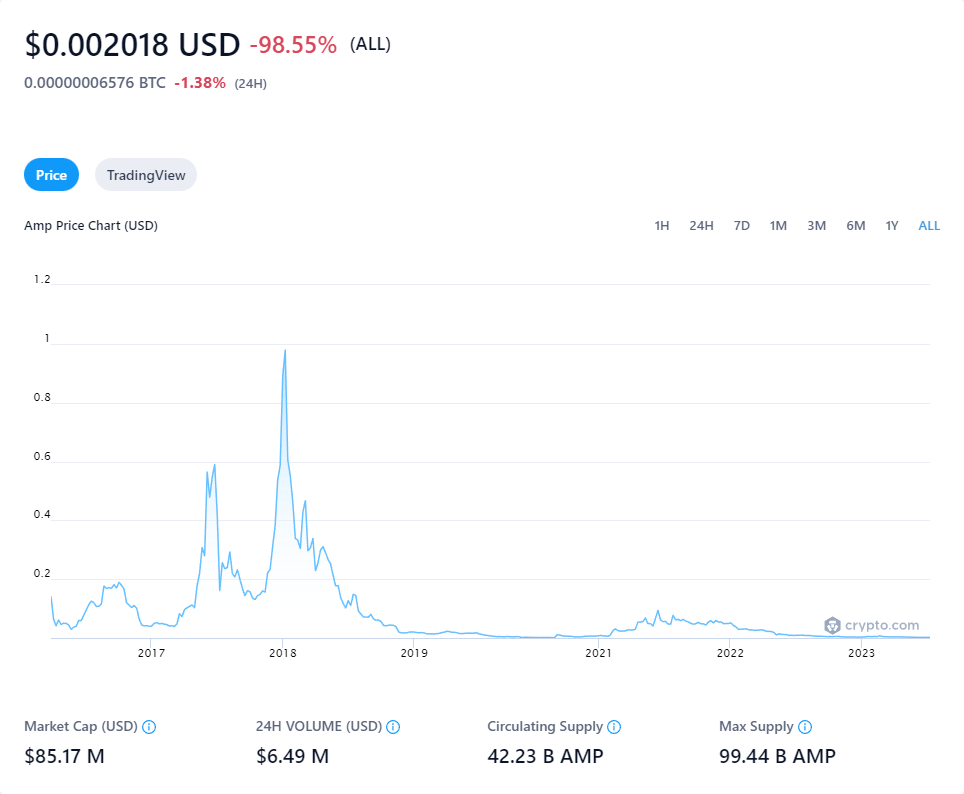 $0.002018 USD -98.55% (ALL)
0.00000006576 BTC -1.38% (24H)
Price TradingView
Amp Price Chart (USD) 1H 24H 7D 1M 3M 6M 1Y ALL
1.2
1
0.8
0.6
0.4
0.2
crypto.com
2017 2018 2019 2021 2022 2023
Market Cap (USD) 24H VOLUME (USD) Circulating Supply Max Supply
$85.17 M $6.49 M 42.23 B AMP 99.44 B AMP